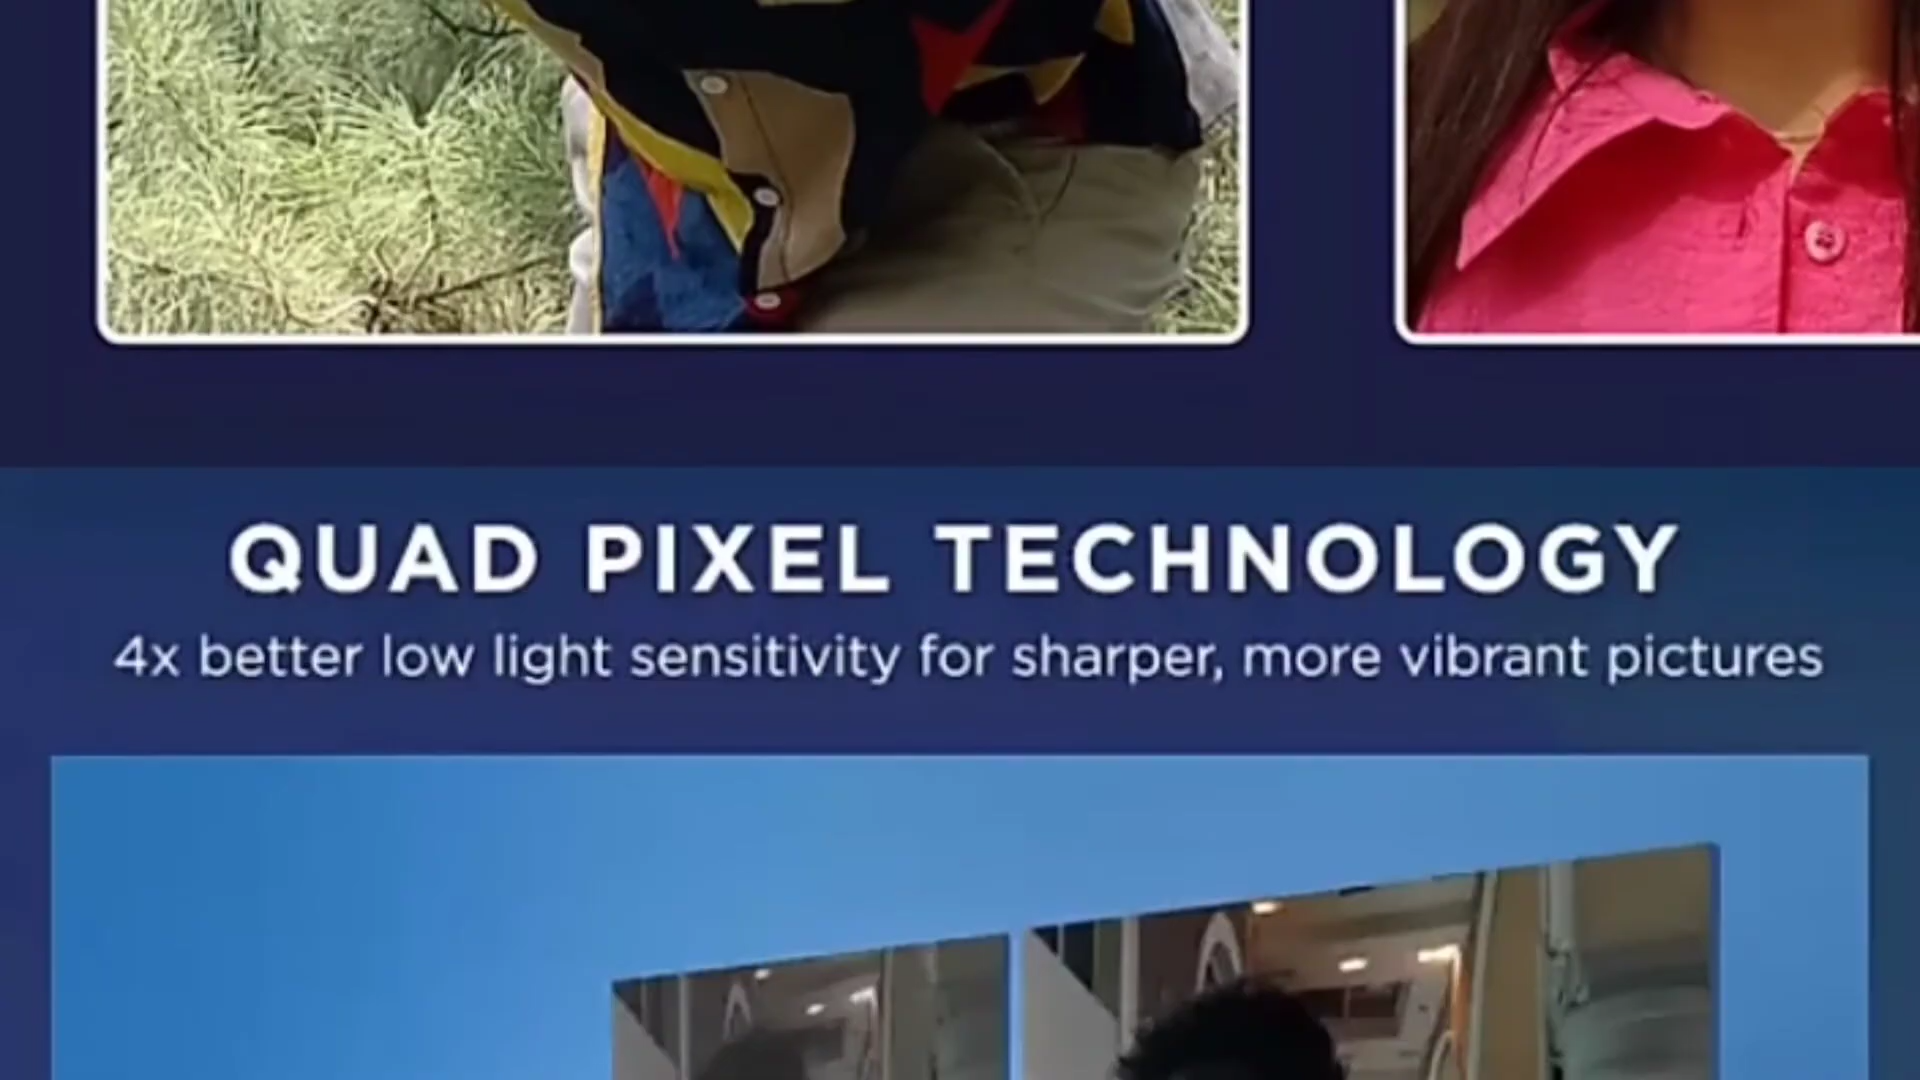 QUAD PIXEL TECHNOLOGY
4x better low light sensitivity for sharper, more vibrant pictures